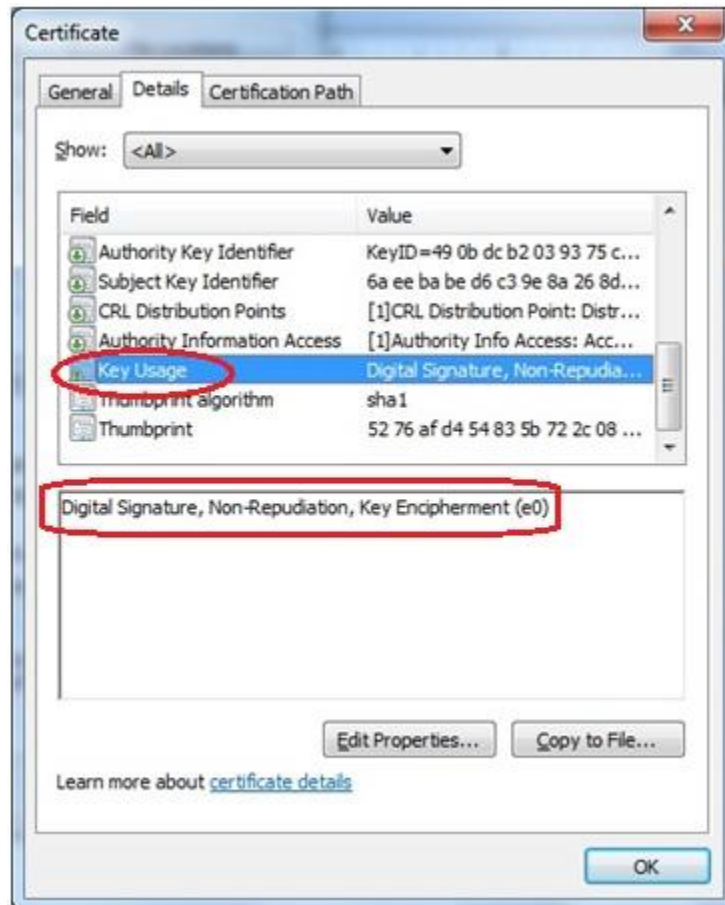 Certificate
General Details Certification Path
Show: <All>
Field Value
Authority Key Identifier KeyID=49 0b dc b2 03 93 75 c...
Subject Key Identifier 6a ee ba be d6 c3 9e 8a 26 8d...
CRL Distribution Points [1]CRL Distribution Point: Distr...
Authority Information Access [1]Authority Info Access: Acc...
Key Usage Digital Signature, Non-Repudia...
Thumbprint algorithm sha1
Thumbprint 52 76 af d4 54 83 5b 72 2c 08 ...
Digital Signature, Non-Repudiation, Key Encipherment (e0)
Edit Properties... Copy to File...
Learn more about certificate details
OK